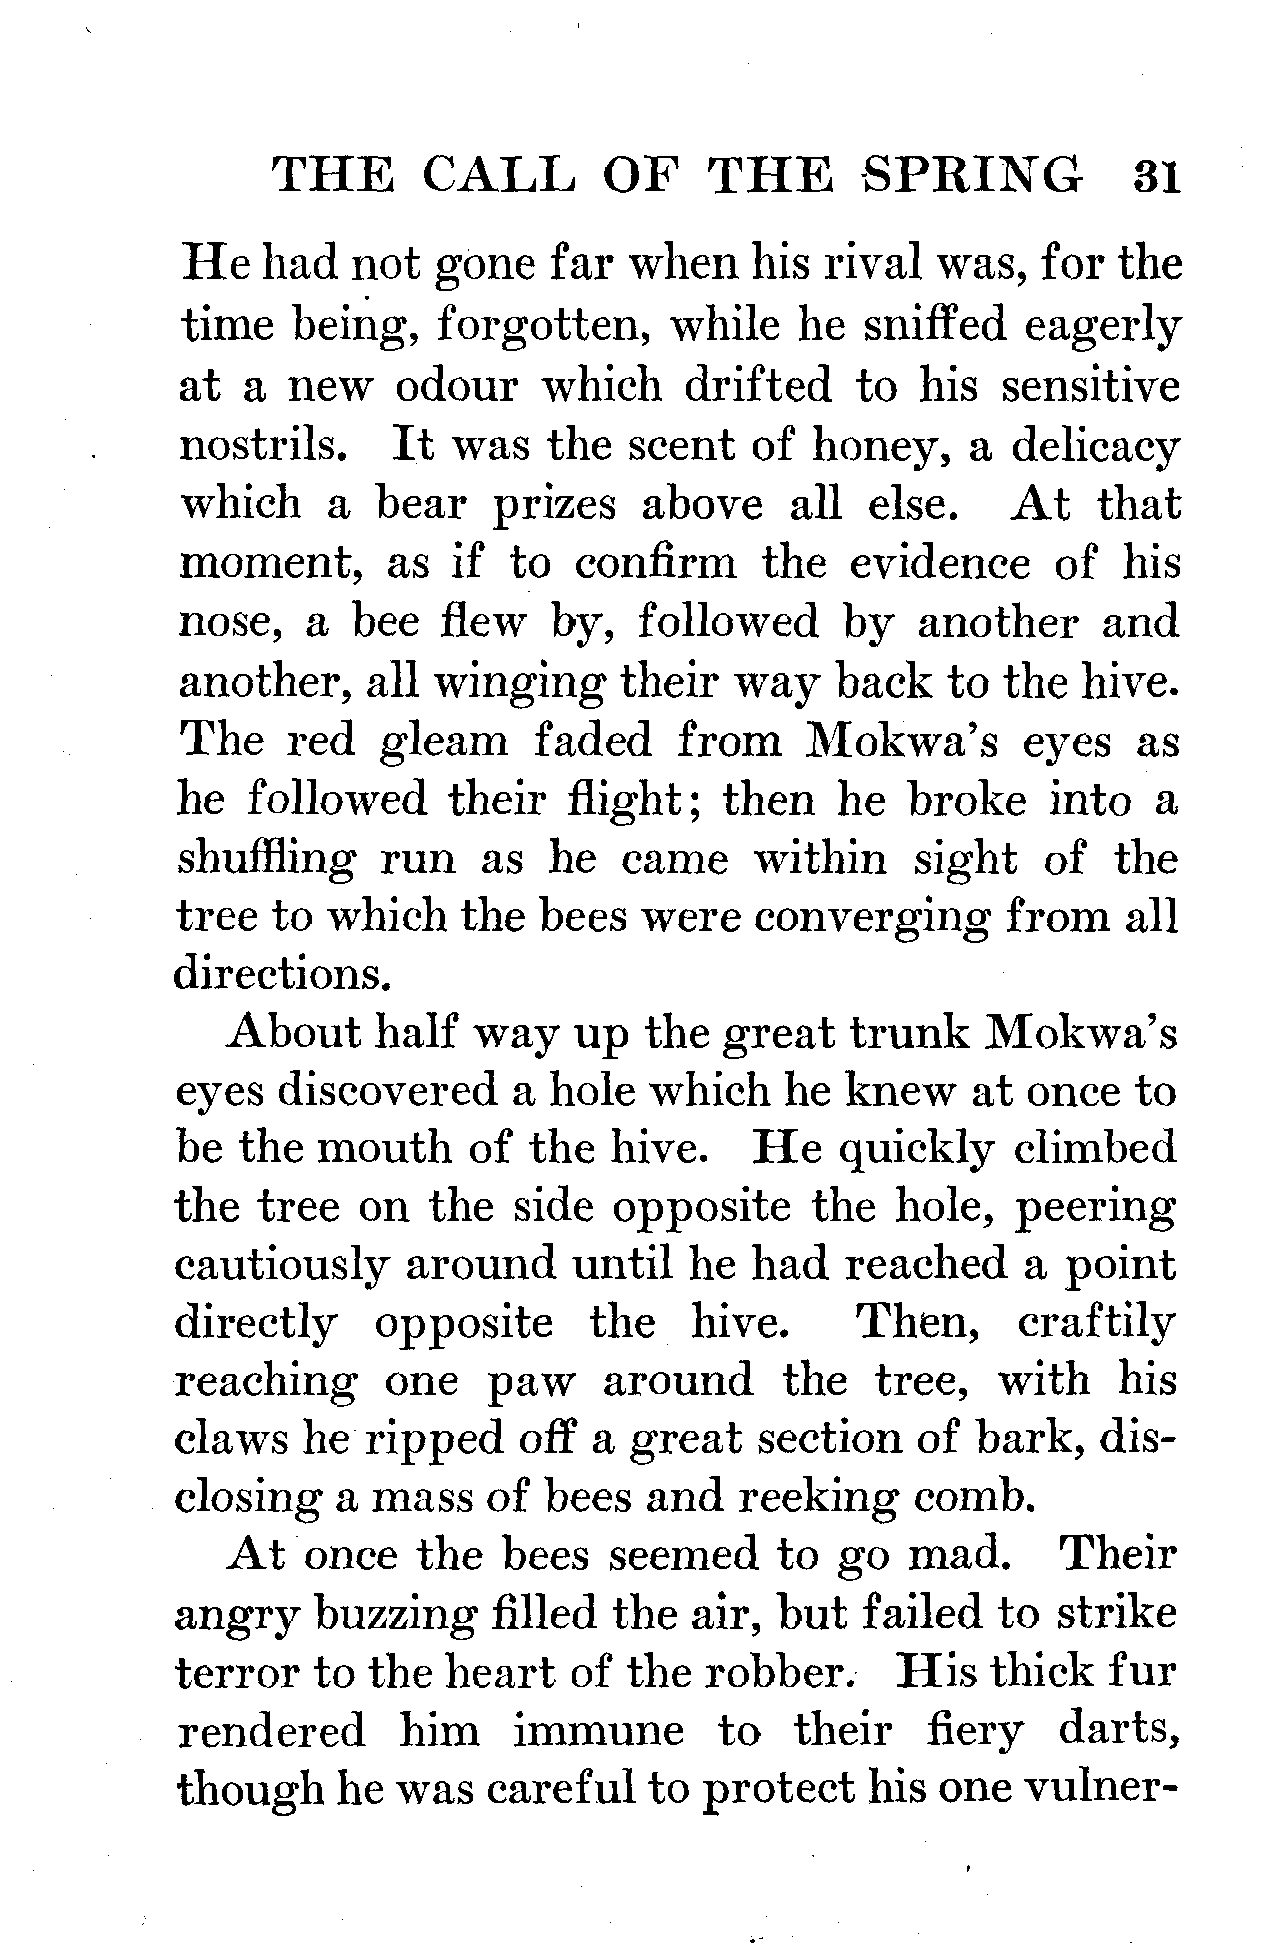 THE CALL OF THE SPRING 31
He had not gone far when his rival was, for the
time being, forgotten, while he sniffed eagerly
at a new odour which drifted to his sensitive
nostrils. It was the scent of honey, a delicacy
which a bear prizes above all else. At that
moment, as if to confirm the evidence of his
nose, a bee flew by, followed by another and
another, all winging their way back to the hive.
The red gleam faded from Mokwa's eyes as
he followed their flight; then he broke into a
shuffling run as he came within sight of the
tree to which the bees were converging from all
directions.
About half way up the great trunk Mokwa's
eyes discovered a hole which he knew at once to
be the mouth of the hive. He quickly climbed
the tree on the side opposite the hole, peering
cautiously around until he had reached a point
directly opposite the hive. Then, craftily
reaching one paw around the tree, with his
claws he ripped off a great section of bark, dis-
closing a mass of bees and reeking comb.
At once the bees seemed to go mad. Their
angry buzzing filled the air, but failed to strike
terror to the heart of the robber. His thick fur
rendered him immune to their fiery darts,
though he was careful to protect his one vulner-